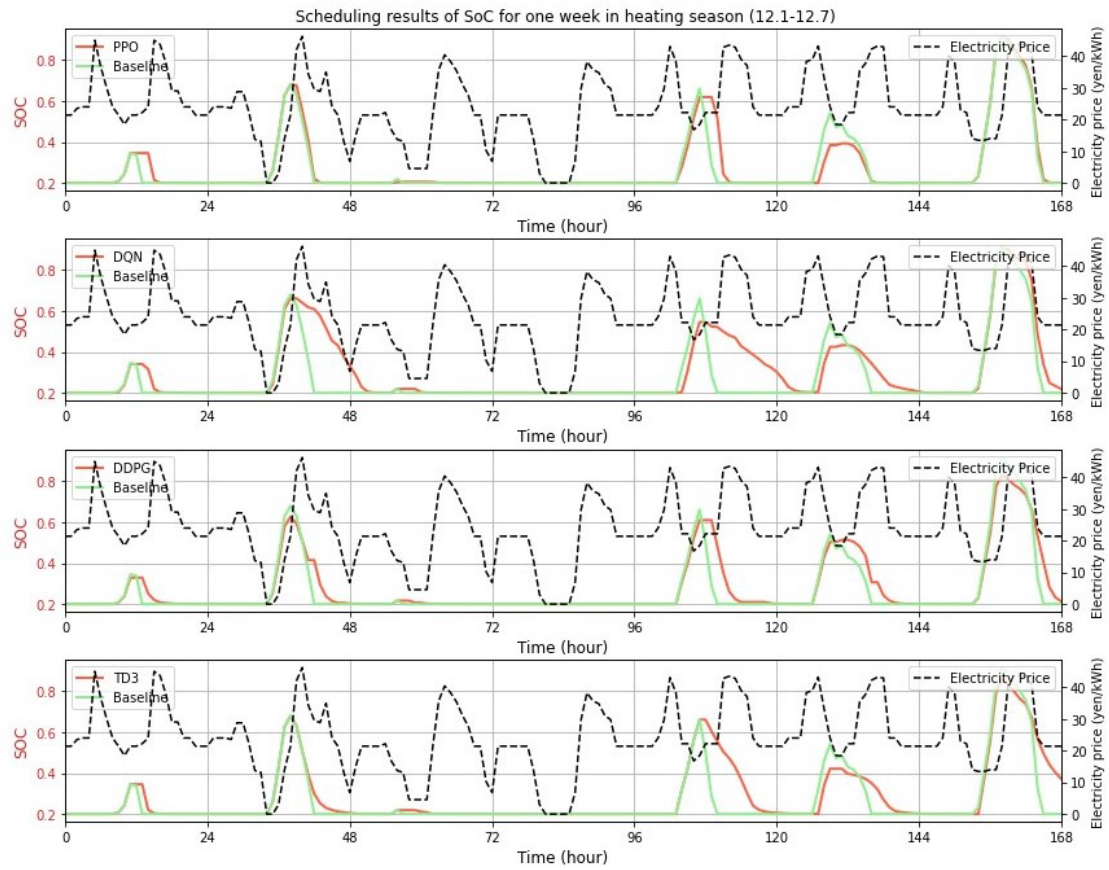 Scheduling results of SoC for one week in heating season (12.1-12.7)
PPO
Baseline
Electricity Price
SOC
0.8
0.6
0.4
0.2
40
30
20
10
0
Electricity price (yen/kWh)
0 24 48 72 96 120 144 168
Time (hour)
DQN
Baseline
Electricity Price
SOC
0.8
0.6
0.4
0.2
40
30
20
10
0
Electricity price (yen/kWh)
0 24 48 72 96 120 144 168
Time (hour)
DDPG
Baseline
Electricity Price
SOC
0.8
0.6
0.4
0.2
40
30
20
10
0
Electricity price (yen/kWh)
0 24 48 72 96 120 144 168
Time (hour)
TD3
Baseline
Electricity Price
SOC
0.8
0.6
0.4
0.2
40
30
20
10
0
Electricity price (yen/kWh)
0 24 48 72 96 120 144 168
Time (hour)